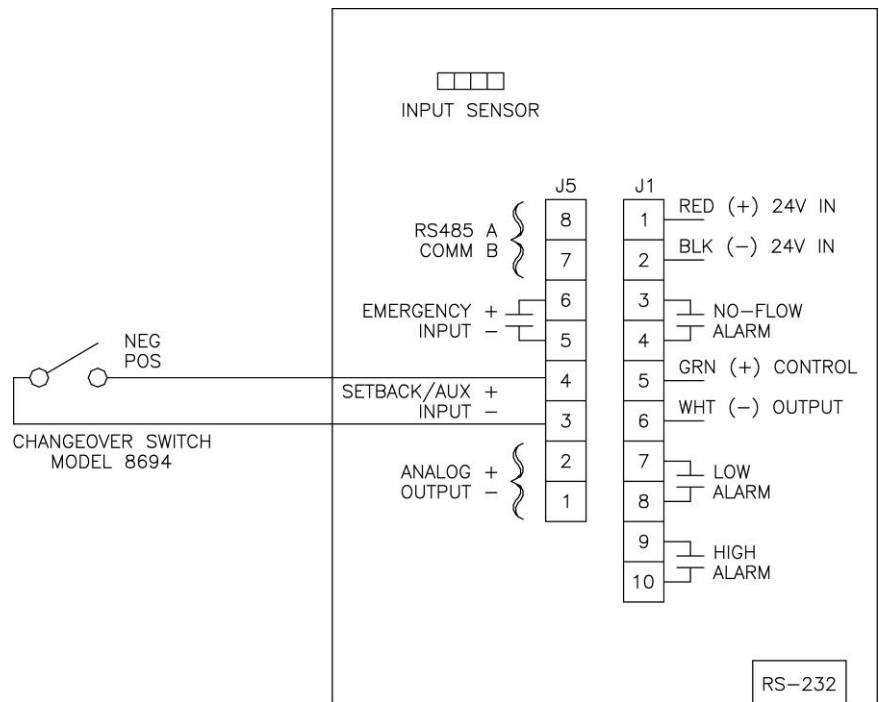 INPUT SENSOR
J5
J1
8
7
6
5
4
3
2
1
1
2
3
4
5
6
7
8
9
10
RS485 A
COMM B
EMERGENCY +
INPUT −
SETBACK/AUX +
INPUT −
ANALOG +
OUTPUT −
RED (+) 24V IN
BLK (−) 24V IN
NO−FLOW
ALARM
GRN (+) CONTROL
WHT (−) OUTPUT
LOW
ALARM
HIGH
ALARM
NEG
POS
CHANGEOVER SWITCH
MODEL 8694
RS−232